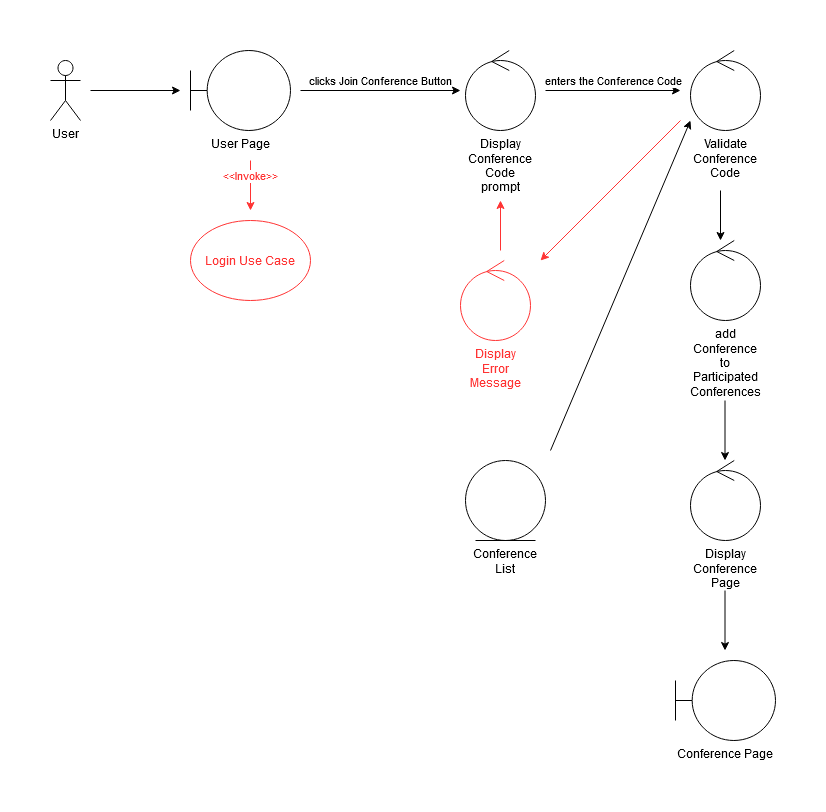 clicks Join Conference Button
enters the Conference Code
User
User Page
Display
Conference
Code
prompt
Validate
Conference
Code
<<Invoke>>
Login Use Case
Display
Error
Message
add
Conference
to
Participated
Conferences
Conference
List
Display
Conference
Page
Conference Page